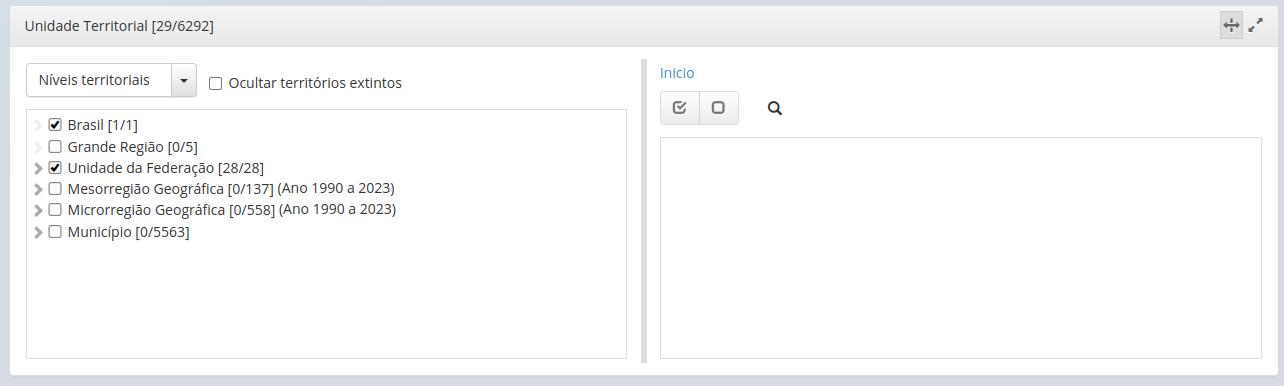 Unidade Territorial [29/6292]
Níveis territoriais
Ocultar territórios extintos
Brasil [1/1]
Grande Região [0/5]
Unidade da Federação [28/28]
Mesorregião Geográfica [0/137] (Ano 1990 a 2023)
Microrregião Geográfica [0/558] (Ano 1990 a 2023)
Município [0/5563]
Inicio